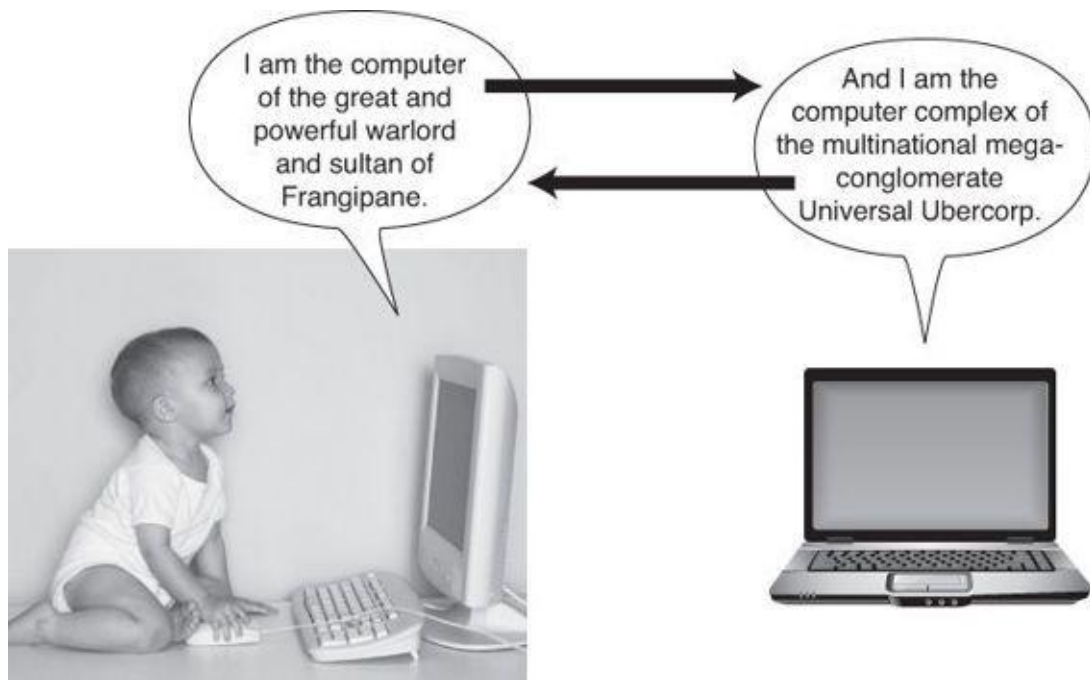 I am the computer
of the great and
powerful warlord
and sultan of
Frangipane.
And I am the
computer complex of
the multinational mega-
conglomerate
Universal Ubercorp.